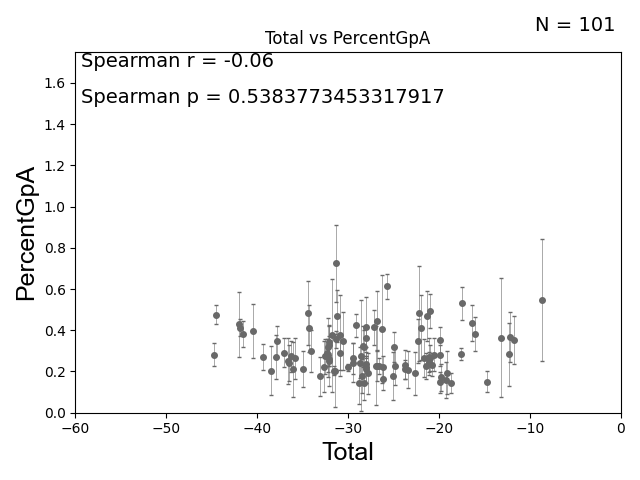 N = 101
Total vs PercentGpA
Spearman r = -0.06
Spearman p = 0.5383773453317917
PercentGpA
1.6
1.4
1.2
1.0
0.8
0.6
0.4
0.2
0.0
−60 −50 −40 −30 −20 −10 0
Total